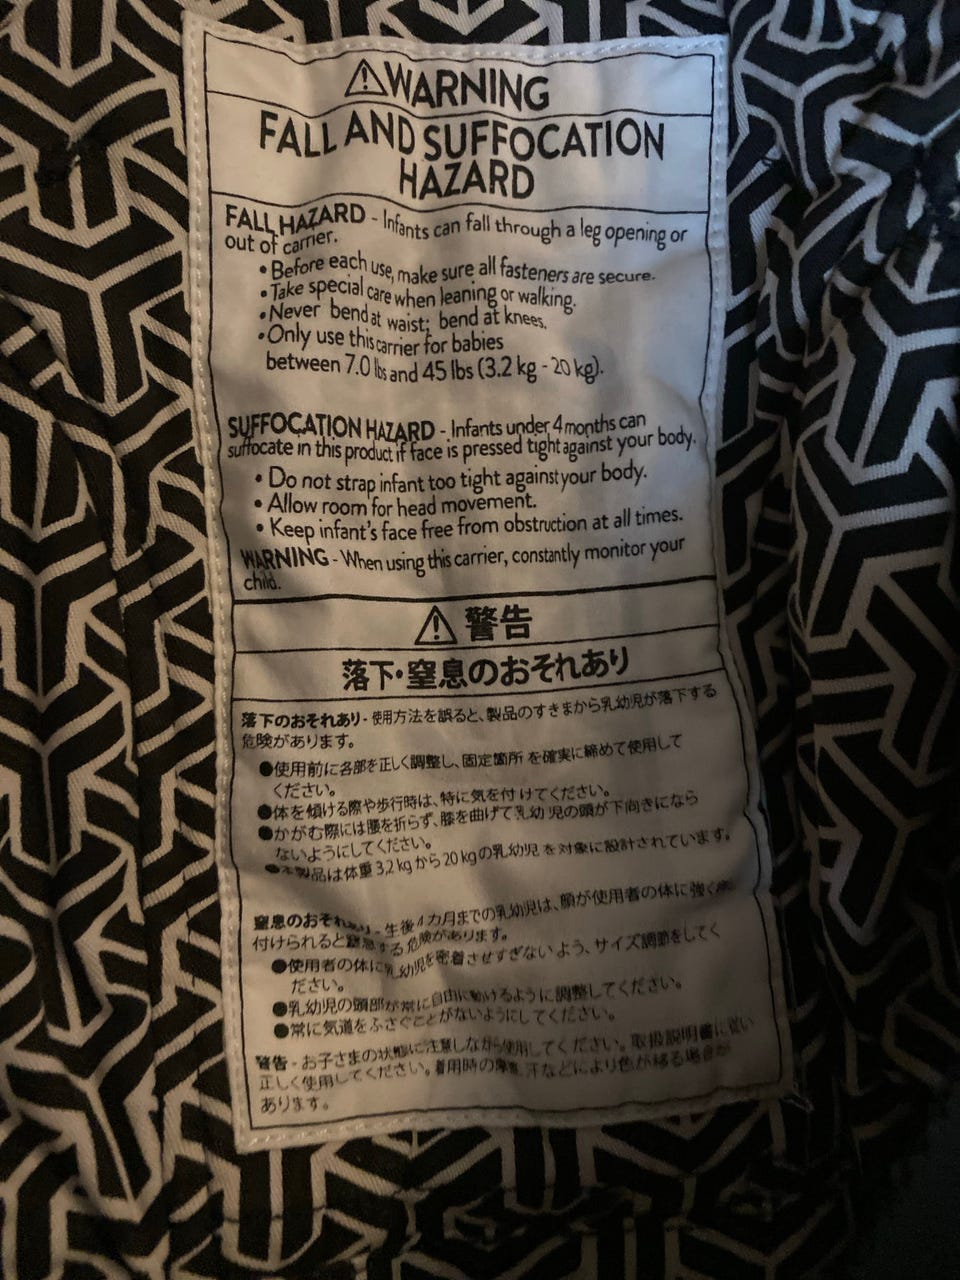 ⚠WARNING
FALL AND SUFFOCATION
HAZARD
FALL HAZARD - Infants can fall through a leg opening or
out of carrier.
• Before each use, make sure all fasteners are secure.
• Take special care when leaning or walking.
• Never bend at waist; bend at knees.
• Only use this carrier for babies
between 7.0 lbs and 45 lbs (3.2 kg - 20 kg).
SUFFOCATION HAZARD - Infants under 4 months can
suffocate in this product if face is pressed tight against your body.
• Do not strap infant too tight against your body.
• Allow room for head movement.
• Keep infant's face free from obstruction at all times.
WARNING - When using this carrier, constantly monitor your
child.
⚠ 警告
落下・窒息のおそれあり
落下のおそれあり - 使用方法を誤ると、製品のすきまから乳幼児が落下する
危険があります。
●使用前に各部を正しく調整し、固定箇所 を確実に締めて使用して
ください。
●体を傾ける際や歩行時は、特に気を付 けてください。
●かがむ際には腰を折らず、膝を曲げて乳幼 児の頭が下向きになら
ないようにしてください。
●本製品は体重 3,2 kg から 20 kg の乳幼児 を対象に設計されています。
窒息のおそれあり - 生後 4 カ月までの乳幼児は、顔が使用者の体に強く
付けられると窒息する危険があります。
●使用者の体に乳幼児を密着させすぎないよう、サイズ調節をしてく
ださい。
●乳幼児の頭部が常に自由に動けるように調整してください。
●常に気道をふさぐことがないようにしてください。
警告 - お子さまの状態に注意しながら使用してください。取扱説明書に従い
正しく使用してください。着用時の摩擦、汗などにより色が移る場合が
あります。